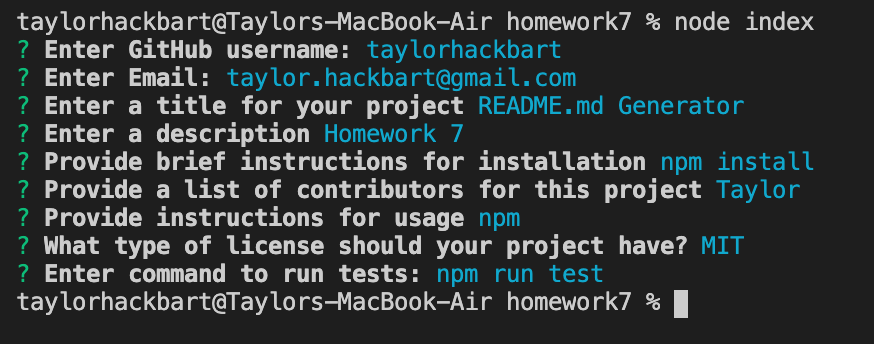 taylorhackbart@Taylors-MacBook-Air homework7 % node index
? Enter GitHub username: taylorhackbart
? Enter Email: taylor.hackbart@gmail.com
? Enter a title for your project README.md Generator
? Enter a description Homework 7
? Provide brief instructions for installation npm install
? Provide a list of contributors for this project Taylor
? Provide instructions for usage npm
? What type of license should your project have? MIT
? Enter command to run tests: npm run test
taylorhackbart@Taylors-MacBook-Air homework7 %